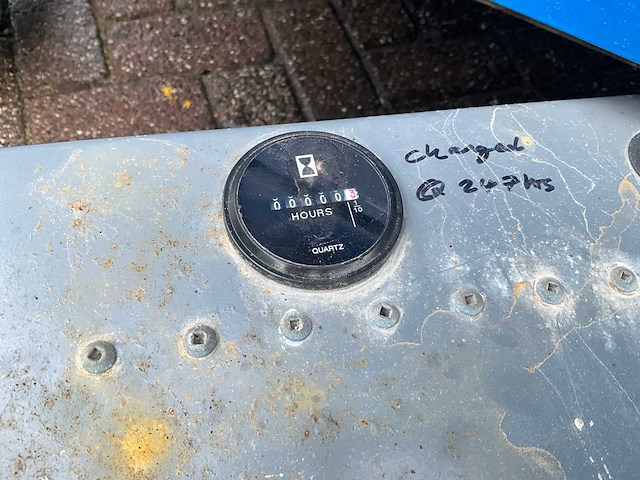 000003
HOURS
1/10
QUARTZ
changed
@ 247hrs